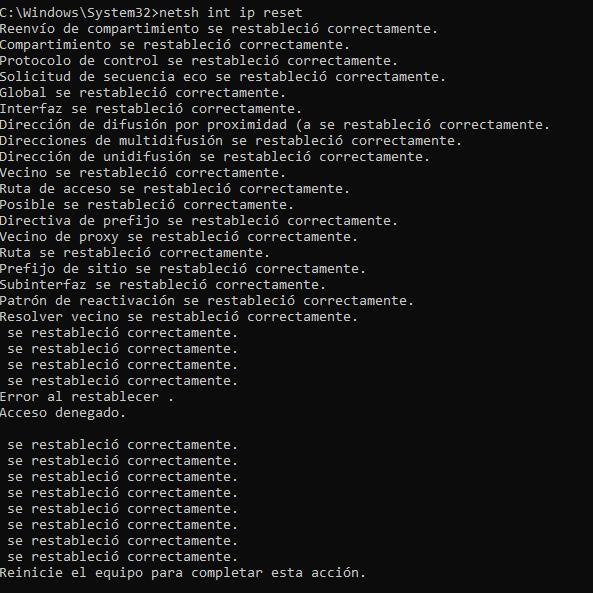 C:\Windows\System32>netsh int ip reset
Reenvío de compartimiento se restableció correctamente.
Compartimiento se restableció correctamente.
Protocolo de control se restableció correctamente.
Solicitud de secuencia eco se restableció correctamente.
Global se restableció correctamente.
Interfaz se restableció correctamente.
Dirección de difusión por proximidad (a se restableció correctamente.
Direcciones de multidifusión se restableció correctamente.
Dirección de unidifusión se restableció correctamente.
Vecino se restableció correctamente.
Ruta de acceso se restableció correctamente.
Posible se restableció correctamente.
Directiva de prefijo se restableció correctamente.
Vecino de proxy se restableció correctamente.
Ruta se restableció correctamente.
Prefijo de sitio se restableció correctamente.
Subinterfaz se restableció correctamente.
Patrón de reactivación se restableció correctamente.
Resolver vecino se restableció correctamente.
 se restableció correctamente.
 se restableció correctamente.
 se restableció correctamente.
 se restableció correctamente.
Error al restablecer .
Acceso denegado.

 se restableció correctamente.
 se restableció correctamente.
 se restableció correctamente.
 se restableció correctamente.
 se restableció correctamente.
 se restableció correctamente.
 se restableció correctamente.
 se restableció correctamente.
Reinicie el equipo para completar esta acción.